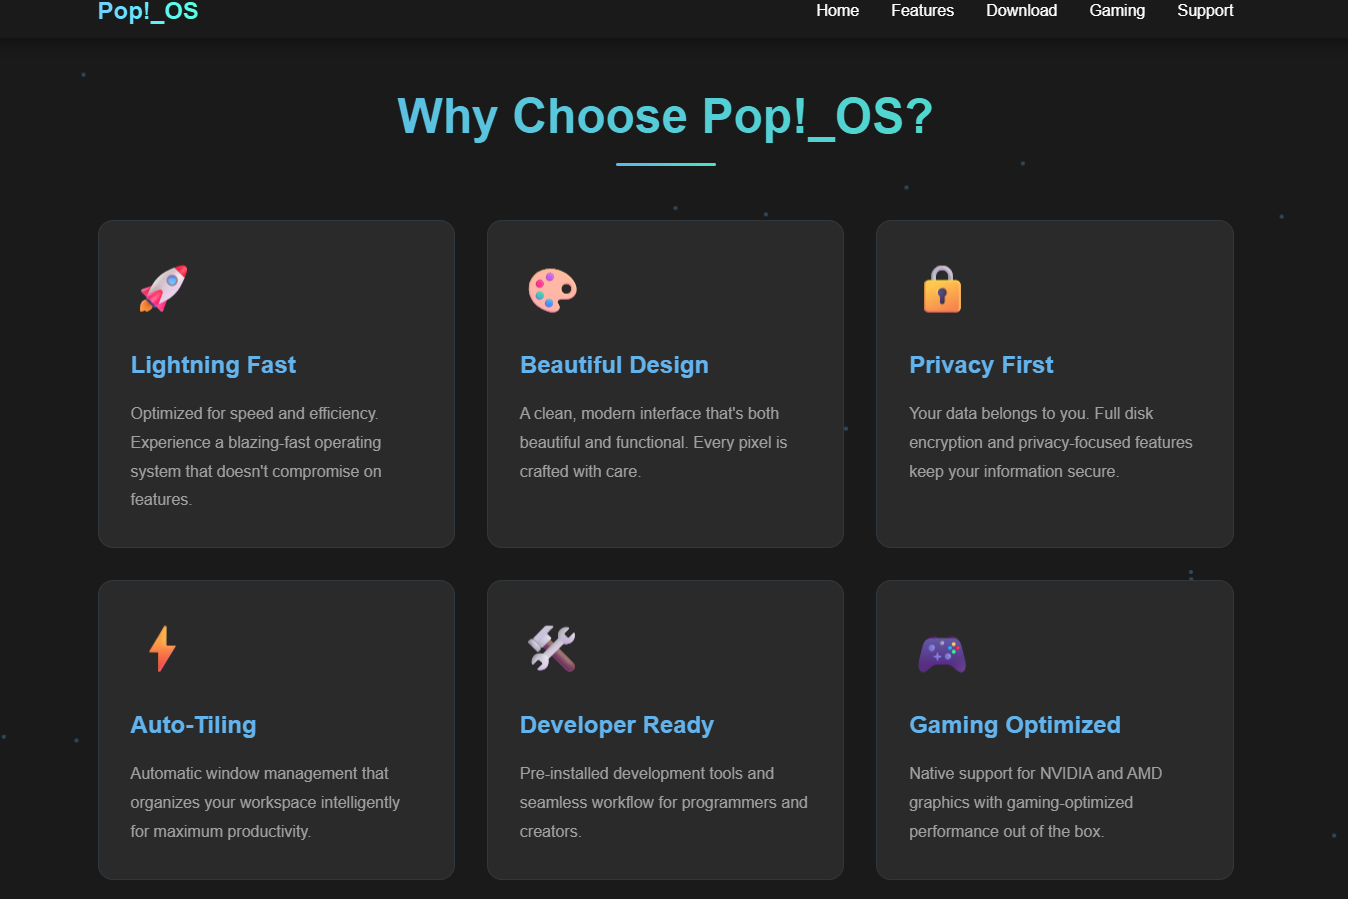 Pop!_OS
Home Features Download Gaming Support
Why Choose Pop!_OS?
Lightning Fast
Optimized for speed and efficiency.
Experience a blazing-fast operating
system that doesn't compromise on
features.
Beautiful Design
A clean, modern interface that's both
beautiful and functional. Every pixel is
crafted with care.
Privacy First
Your data belongs to you. Full disk
encryption and privacy-focused features
keep your information secure.
Auto-Tiling
Automatic window management that
organizes your workspace intelligently
for maximum productivity.
Developer Ready
Pre-installed development tools and
seamless workflow for programmers and
creators.
Gaming Optimized
Native support for NVIDIA and AMD
graphics with gaming-optimized
performance out of the box.